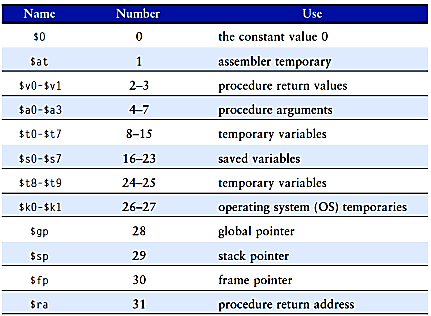 Name Number Use
$0 0 the constant value 0
$at 1 assembler temporary
$v0-$v1 2–3 procedure return values
$a0-$a3 4–7 procedure arguments
$t0-$t7 8–15 temporary variables
$s0-$s7 16–23 saved variables
$t8-$t9 24–25 temporary variables
$k0-$k1 26–27 operating system (OS) temporaries
$gp 28 global pointer
$sp 29 stack pointer
$fp 30 frame pointer
$ra 31 procedure return address